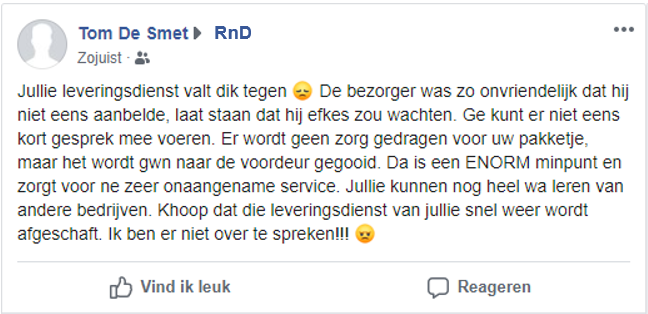 Tom De Smet RnD
Zojuist ·
Jullie leveringsdienst valt dik tegen 😞 De bezorger was zo onvriendelijk dat hij
niet eens aanbelde, laat staan dat hij efkes zou wachten. Ge kunt er niet eens
kort gesprek mee voeren. Er wordt geen zorg gedragen voor uw pakketje,
maar het wordt gwn naar de voordeur gegooid. Da is een ENORM minpunt en
zorgt voor ne zeer onaangename service. Jullie kunnen nog heel wa leren van
andere bedrijven. Khoop dat die leveringsdienst van jullie snel weer wordt
afgeschaft. Ik ben er niet over te spreken!!! 😠
Vind ik leuk Reageren